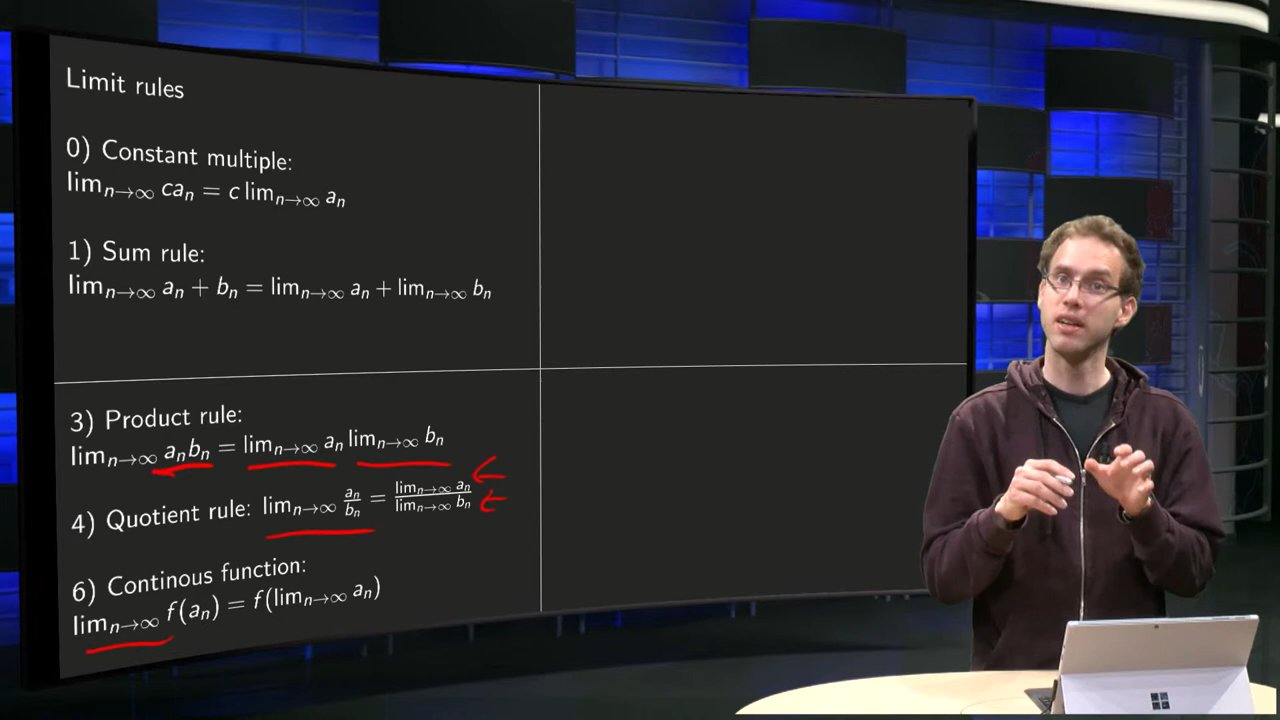 Limit rules
0) Constant multiple:
lim_{n→∞} ca_n = c lim_{n→∞} a_n
1) Sum rule:
lim_{n→∞} a_n + b_n = lim_{n→∞} a_n + lim_{n→∞} b_n
3) Product rule:
lim_{n→∞} a_n b_n = lim_{n→∞} a_n lim_{n→∞} b_n
4) Quotient rule: lim_{n→∞} \frac{a_n}{b_n} = \frac{lim_{n→∞} a_n}{lim_{n→∞} b_n}
6) Continous function:
lim_{n→∞} f(a_n) = f(lim_{n→∞} a_n)